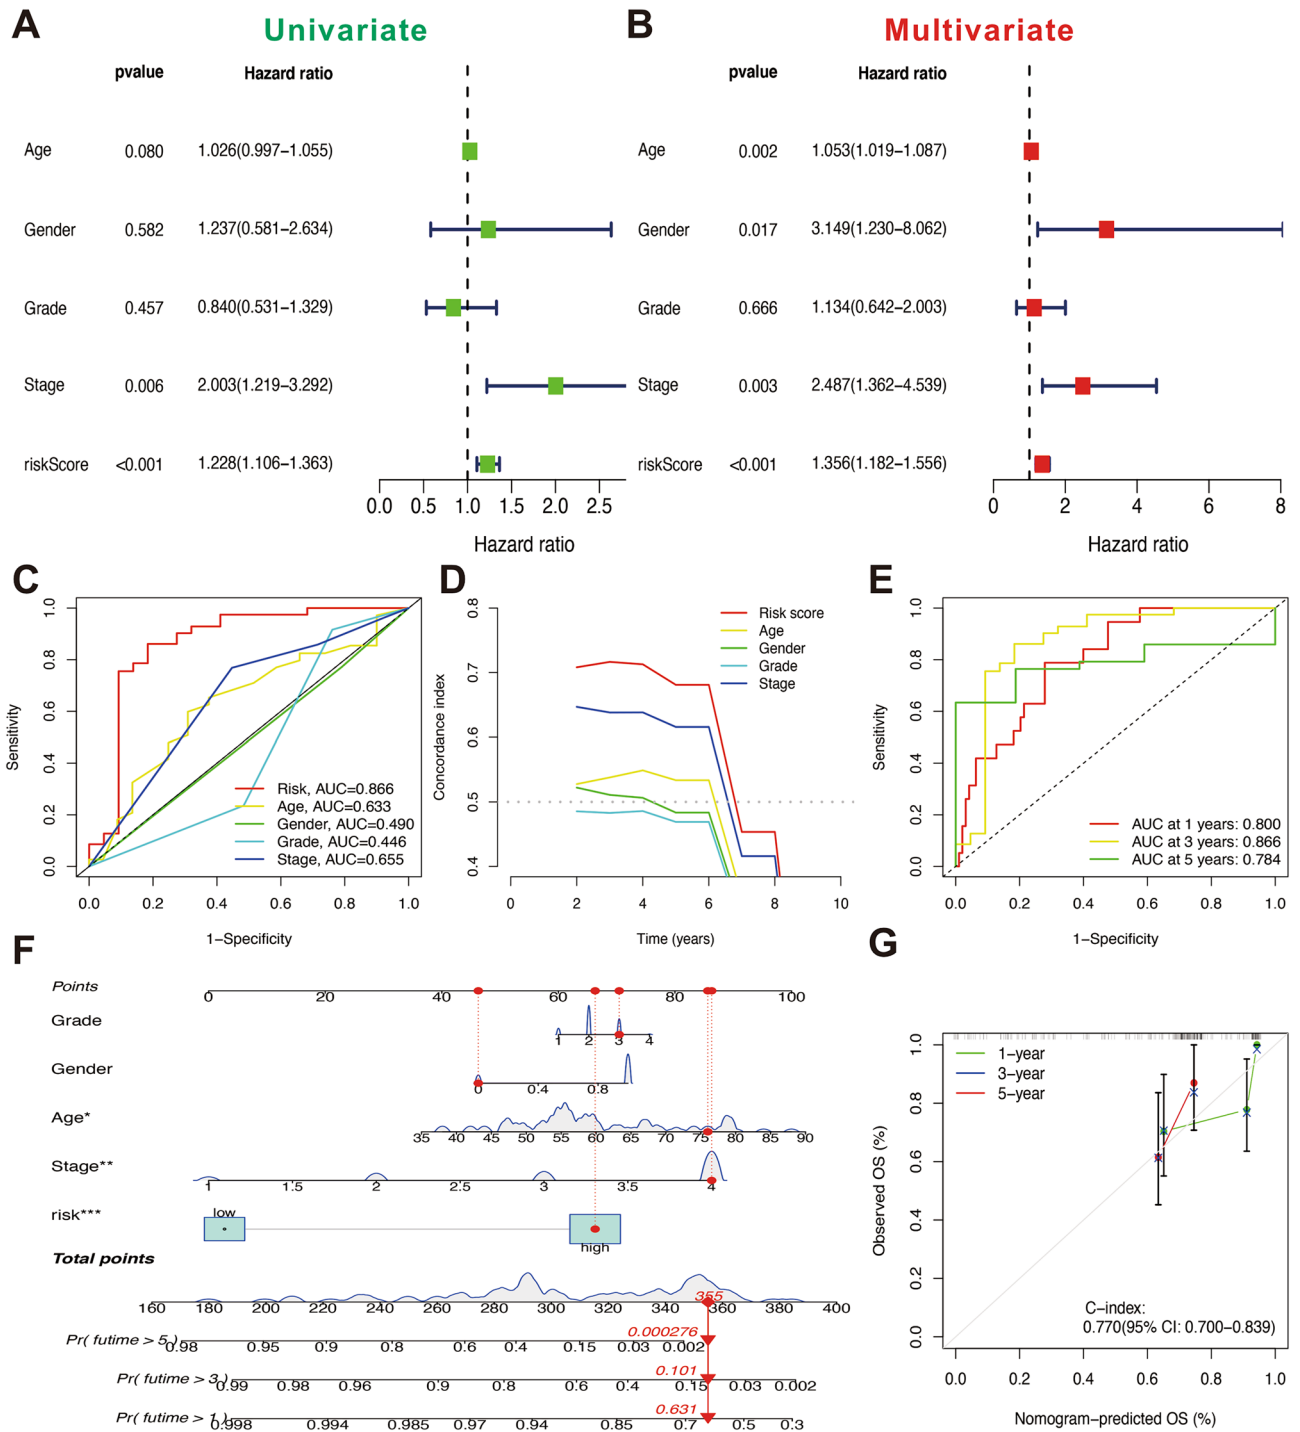 A
Univariate
pvalue Hazard ratio
Age 0.080 1.026(0.997−1.055)
Gender 0.582 1.237(0.581−2.634)
Grade 0.457 0.840(0.531−1.329)
Stage 0.006 2.003(1.219−3.292)
riskScore <0.001 1.228(1.106−1.363)
0.0 0.5 1.0 1.5 2.0 2.5
Hazard ratio
B
Multivariate
pvalue Hazard ratio
Age 0.002 1.053(1.019−1.087)
Gender 0.017 3.149(1.230−8.062)
Grade 0.666 1.134(0.642−2.003)
Stage 0.003 2.487(1.362−4.539)
riskScore <0.001 1.356(1.182−1.556)
0 2 4 6 8
Hazard ratio
C
Sensitivity
1.0
0.8
0.6
0.4
0.2
0.0
Risk, AUC=0.866
Age, AUC=0.633
Gender, AUC=0.490
Grade, AUC=0.446
Stage, AUC=0.655
0.0 0.2 0.4 0.6 0.8 1.0
1−Specificity
D
Concordance index
0.8
0.7
0.6
0.5
0.4
Risk score
Age
Gender
Grade
Stage
0 2 4 6 8 10
Time (years)
E
Sensitivity
1.0
0.8
0.6
0.4
0.2
0.0
AUC at 1 years: 0.800
AUC at 3 years: 0.866
AUC at 5 years: 0.784
0.0 0.2 0.4 0.6 0.8 1.0
1−Specificity
F
Points
0 20 40 60 80 100
Grade
1 2 3 4
Gender
0 0.4 0.8
Age*
35 40 45 50 55 60 65 70 75 80 85 90
Stage**
1 1.5 2 2.5 3 3.5 4
risk***
low
high
Total points
355
160 180 200 220 240 260 280 300 320 340 360 380 400
0.000276
Pr( futime > 5 )
0.98 0.95 0.9 0.8 0.6 0.4 0.15 0.03 0.002
0.101
Pr( futime > 3 )
0.99 0.98 0.96 0.9 0.8 0.6 0.4 0.15 0.03 0.002
0.631
Pr( futime > 1 )
0.998 0.994 0.985 0.97 0.94 0.85 0.7 0.5 0.3
G
Observed OS (%)
1.0
0.8
0.6
0.4
0.2
0.0
1−year
3−year
5−year
C−index:
0.770(95% CI: 0.700−0.839)
0.0 0.2 0.4 0.6 0.8 1.0
Nomogram−predicted OS (%)